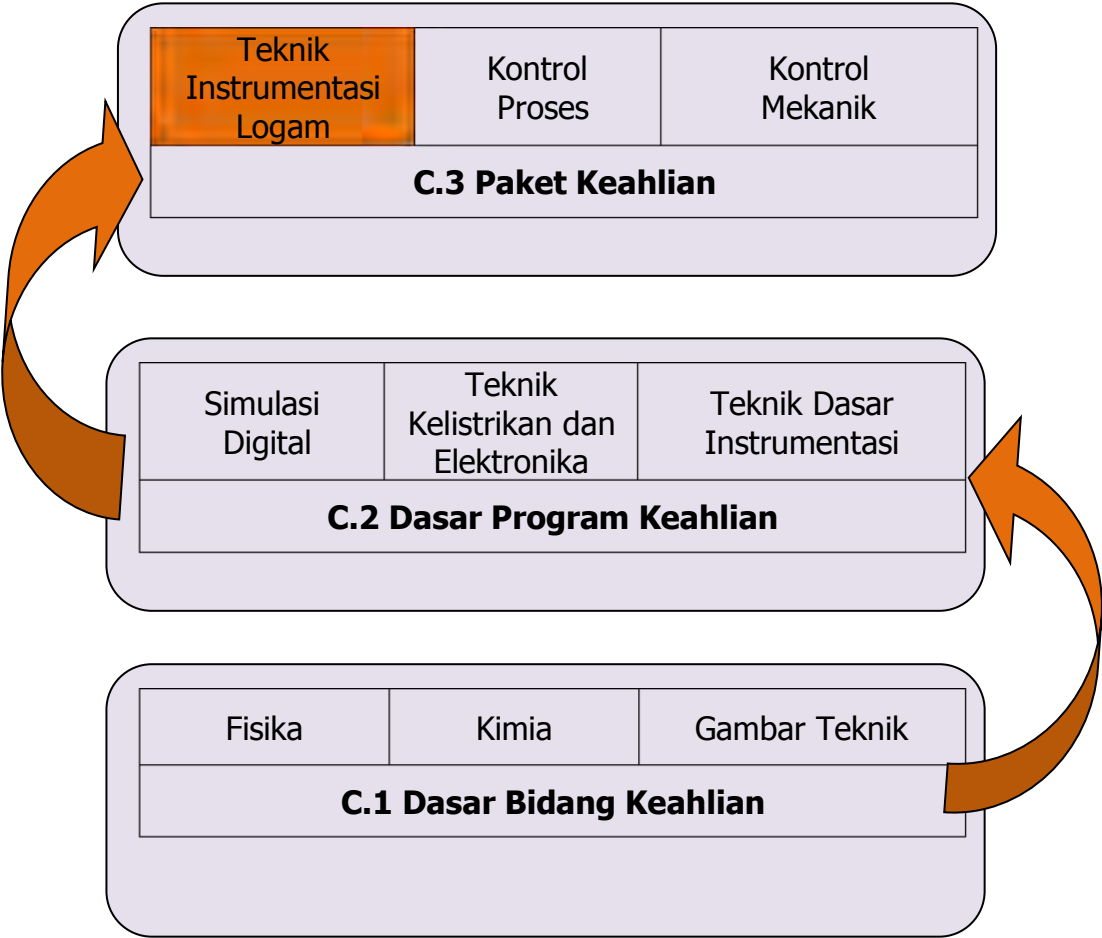 Teknik
Instrumentasi
Logam
Kontrol
Proses
Kontrol
Mekanik
C.3 Paket Keahlian
Simulasi
Digital
Teknik
Kelistrikan dan
Elektronika
Teknik Dasar
Instrumentasi
C.2 Dasar Program Keahlian
Fisika
Kimia
Gambar Teknik
C.1 Dasar Bidang Keahlian